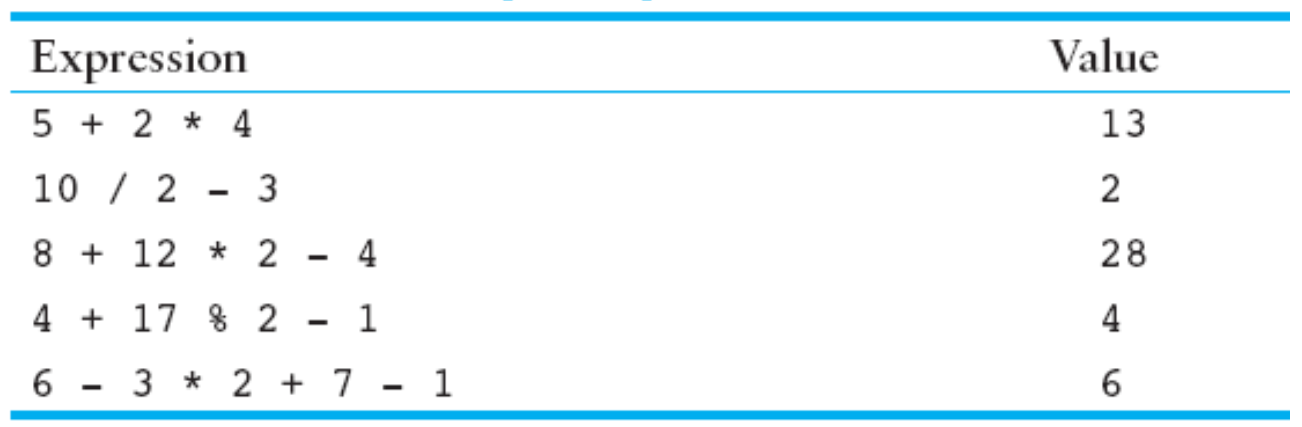 Expression Value
5 + 2 * 4 13
10 / 2 - 3 2
8 + 12 * 2 - 4 28
4 + 17 % 2 - 1 4
6 - 3 * 2 + 7 - 1 6